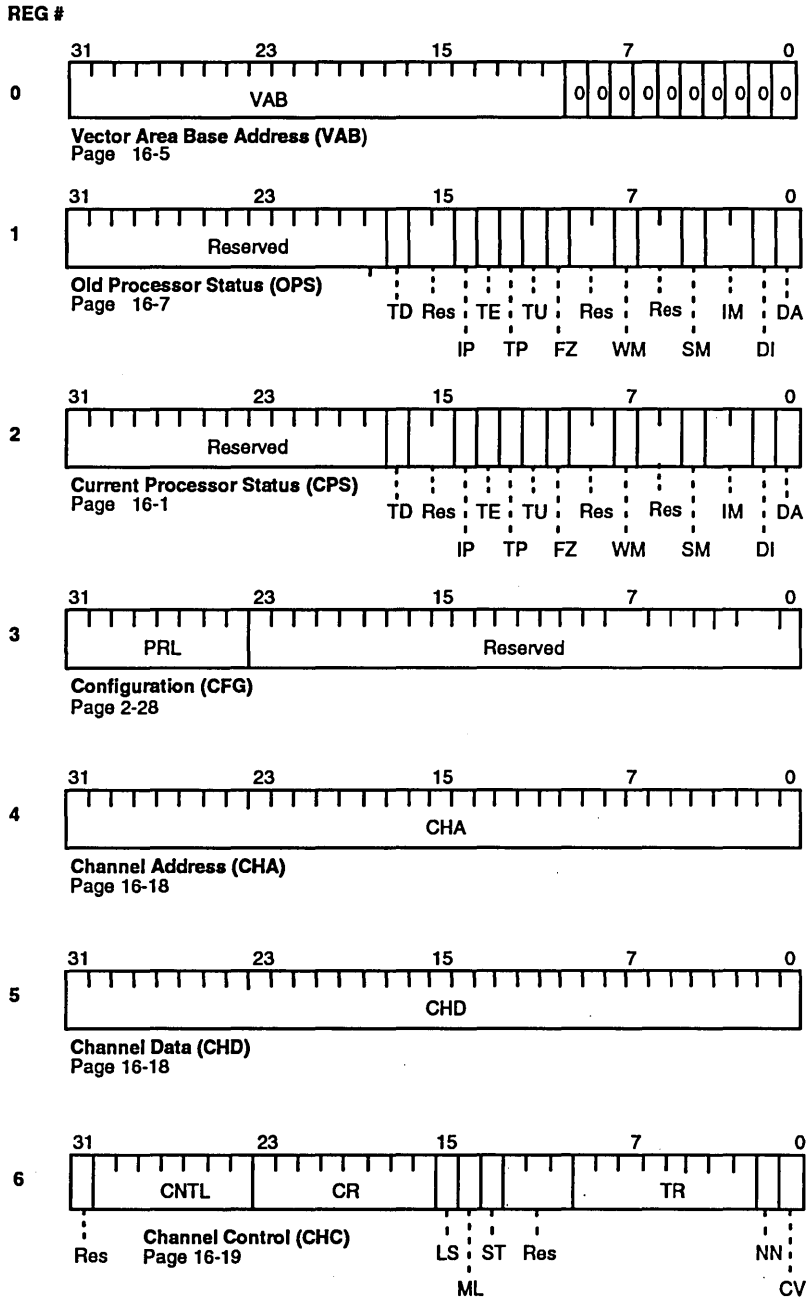 REG #
31 23 15 7 0
0 VAB 0 0 0 0 0 0 0 0 0 0
Vector Area Base Address (VAB)
Page 16-5
31 23 15 7 0
1 Reserved
Old Processor Status (OPS)
Page 16-7
TD Res TE TU Res Res IM DA
IP TP FZ WM SM DI
31 23 15 7 0
2 Reserved
Current Processor Status (CPS)
Page 16-1
TD Res TE TU Res Res IM DA
IP TP FZ WM SM DI
31 23 15 7 0
3 PRL Reserved
Configuration (CFG)
Page 2-28
31 23 15 7 0
4 CHA
Channel Address (CHA)
Page 16-18
31 23 15 7 0
5 CHD
Channel Data (CHD)
Page 16-18
31 23 15 7 0
6 CNTL CR TR
Channel Control (CHC)
Res Page 16-19 LS ST Res NN
ML CV